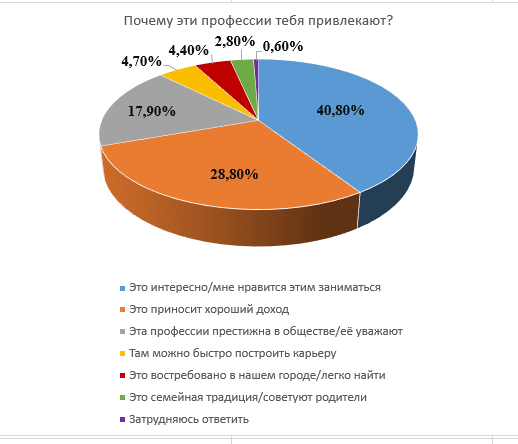 Почему эти профессии тебя привлекают?
2,80%
0,60%
4,40%
4,70%
40,80%
17,90%
28,80%
Это интересно/мне нравится этим заниматься
Это приносит хороший доход
Эта профессии престижна в обществе/её уважают
Там можно быстро построить карьеру
Это востребовано в нашем городе/легко найти
Это семейная традиция/советуют родители
Затрудняюсь ответить